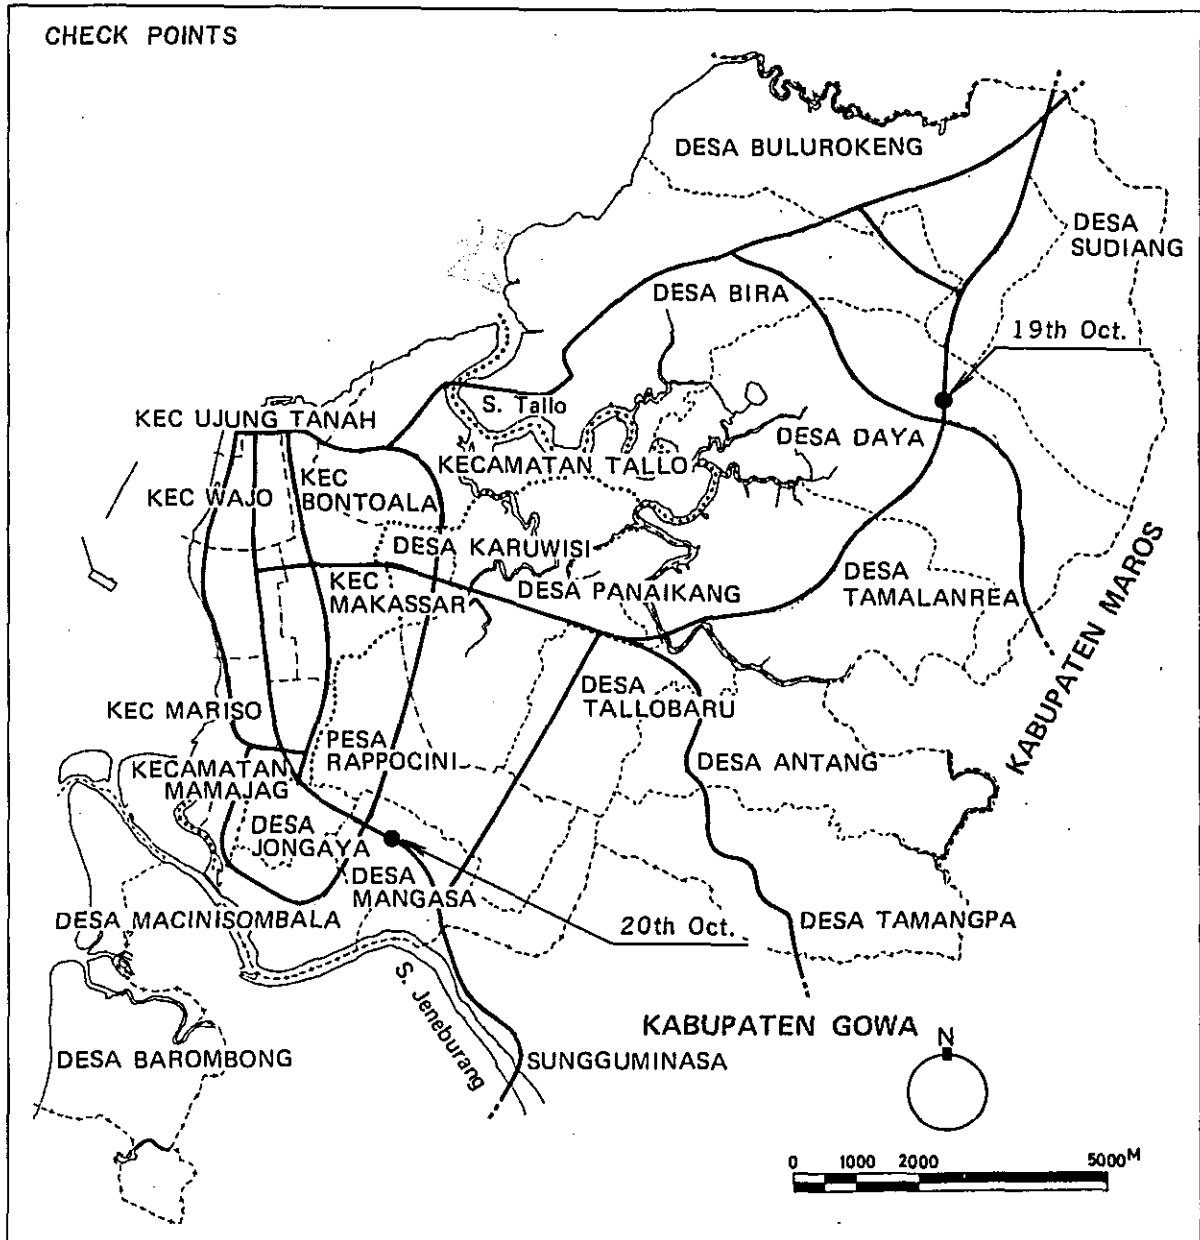 CHECK POINTS
DESA BULUROKENG
DESA
SUDIANG
DESA BIRA
19th Oct.
S. Tallo
KEC UJUNG TANAH
DESA DAYA
KECAMATAN TALLO
KEC WAJO
KEC
BONTOALA
DESA KARUWISI
KEC
MAKASSAR
DESA PANAIKANG
DESA
TAMALANREA
KABUPATEN MAROS
DESA
TALLOBARU
KEC MARISO
PESA
RAPPOCINI
DESA ANTANG
KECAMATAN
MAMAJAG
DESA
JONGAYA
DESA
MANGASA
DESA MACINISOMBALA
20th Oct.
DESA TAMANGPA
S. Jeneburang
KABUPATEN GOWA
N
DESA BAROMBONG
SUNGGUMINASA
0 1000 2000 5000M